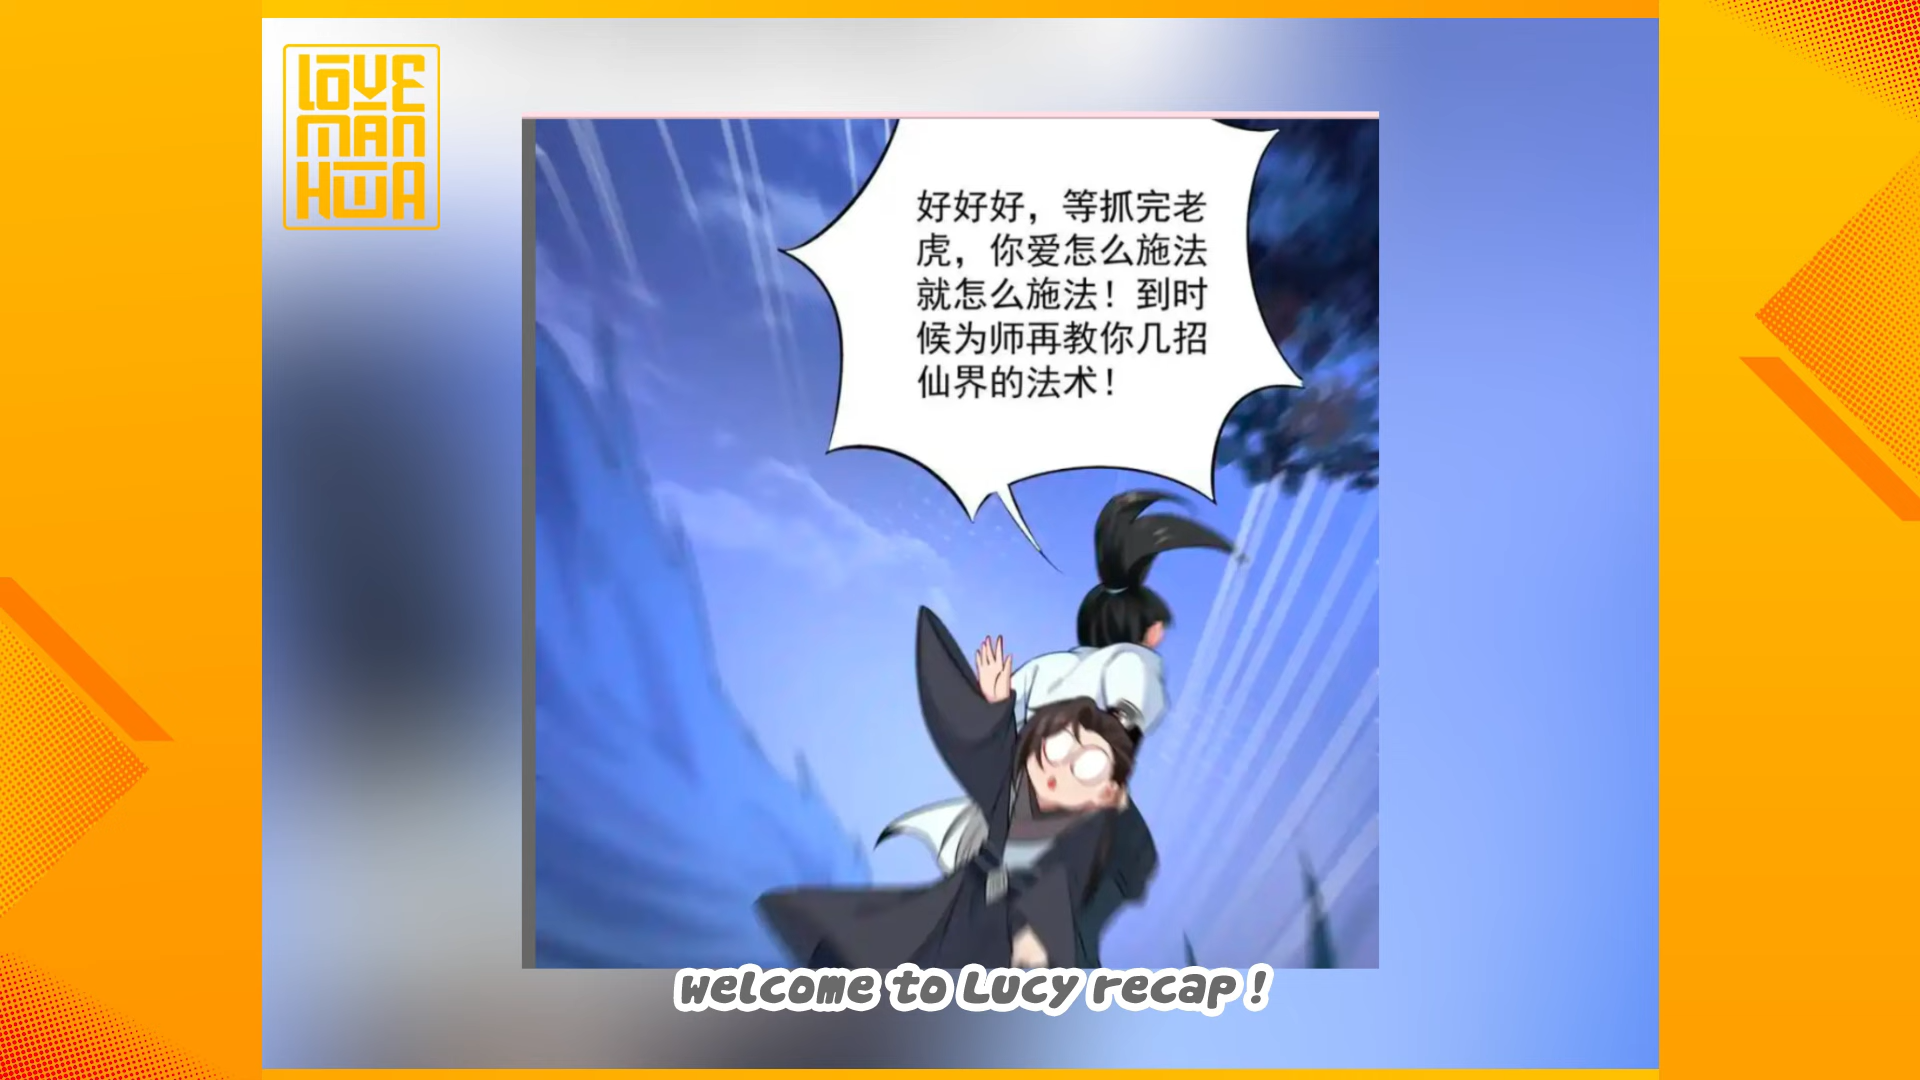 LOVE
MAN
HWA
好好好，等抓完老
虎，你爱怎么施法
就怎么施法！到时
候为师再教你几招
仙界的法术！
welcome to Lucy recap!